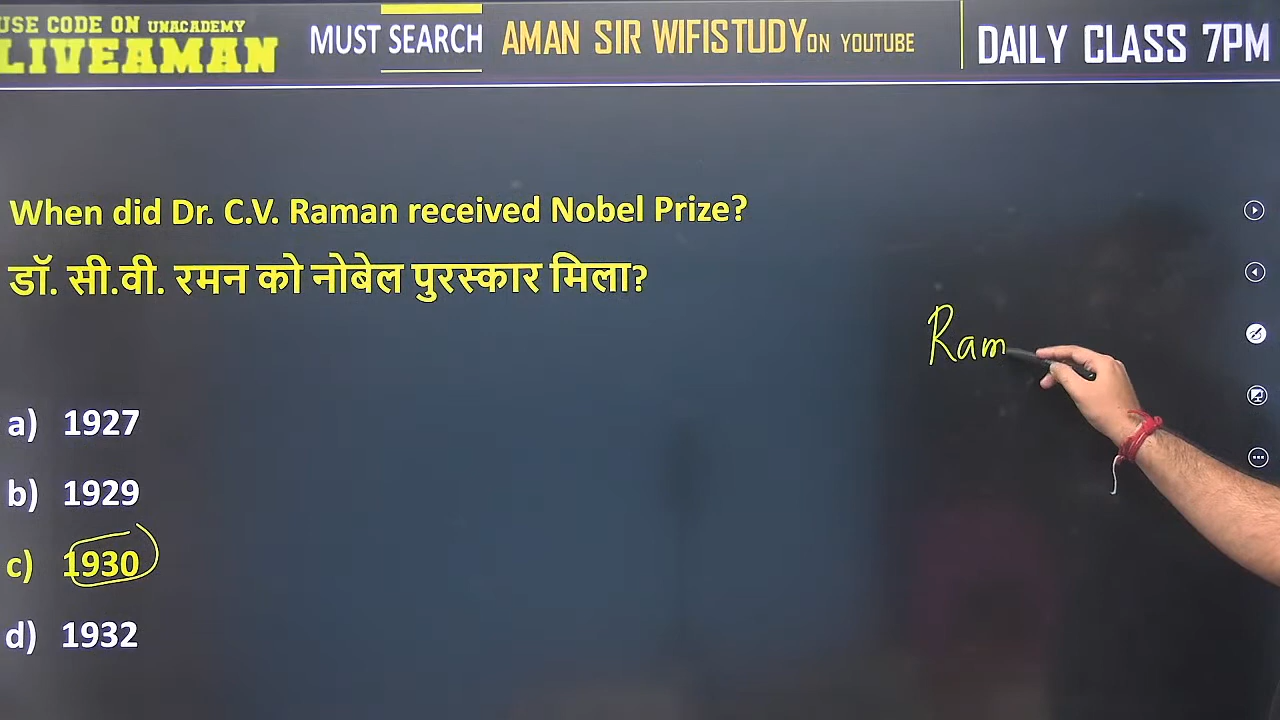 USE CODE ON UNACADEMY
LIVEAMAN
MUST SEARCH
AMAN SIR WIFISTUDY ON YOUTUBE
DAILY CLASS 7PM
When did Dr. C.V. Raman received Nobel Prize?
डॉ. सी.वी. रमन को नोबेल पुरस्कार मिला?
Ram
a) 1927
b) 1929
c) 1930
d) 1932